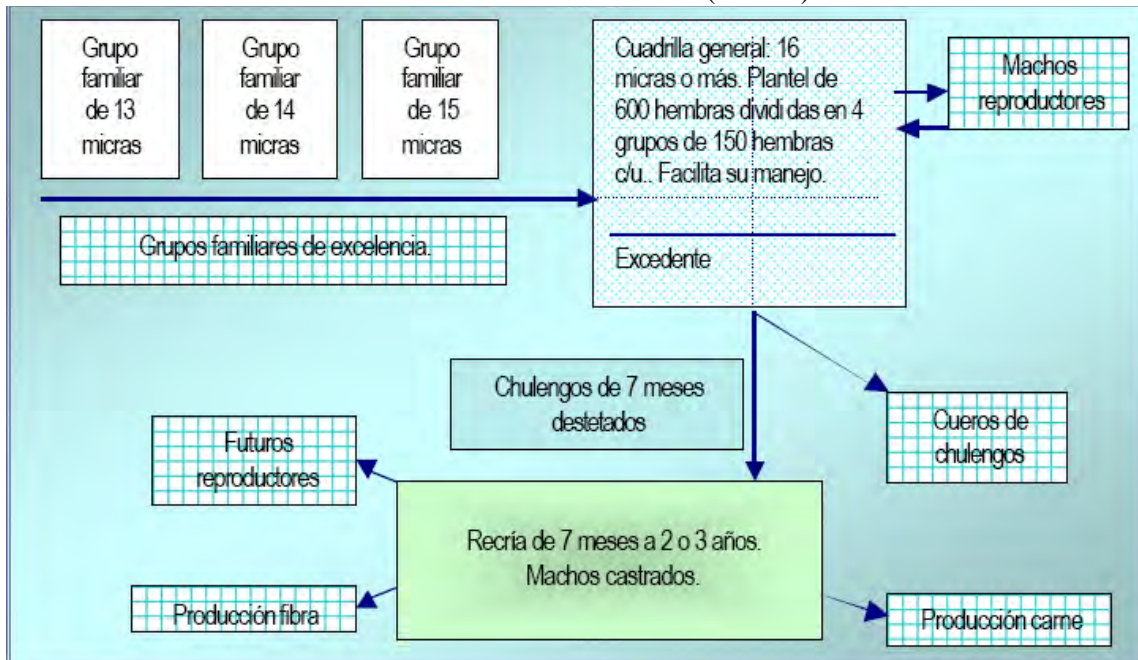 Grupo
familiar
de 13
micras
Grupo
familiar
de 14
micras
Grupo
familiar
de 15
micras
Cuadrilla general: 16
micras o más. Plantel de
600 hembras dividi das en 4
grupos de 150 hembras
c/u.. Facilita su manejo.
Machos
reproductores
Grupos familiares de excelencia.
Excedente
Chulengos de 7 meses
destetados
Cueros de
chulengos
Futuros
reproductores
Recría de 7 meses a 2 o 3 años.
Machos castrados.
Producción fibra
Producción carne